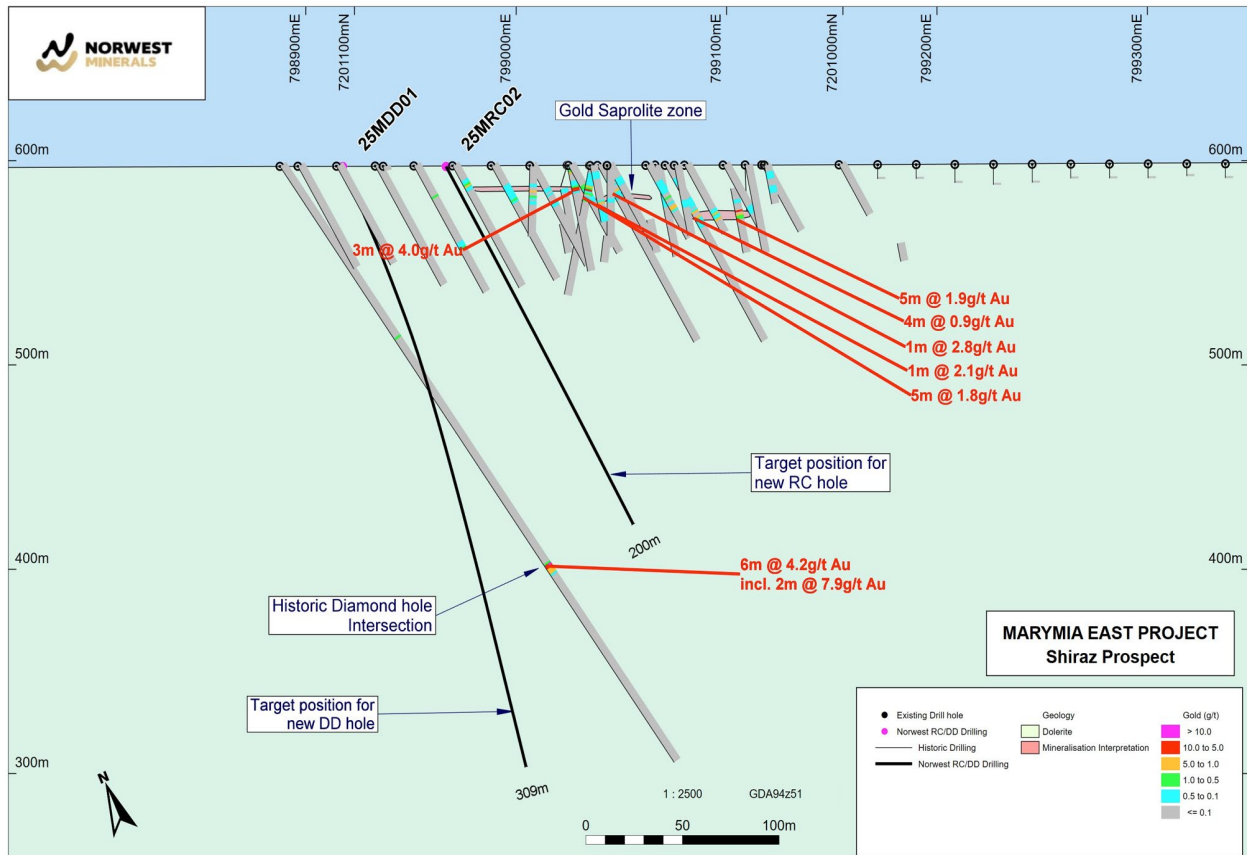 NORWEST
MINERALS
798900mE
7201100mN
799000mE
799100mE
7201000mN
799200mE
799300mE
25MDD01
25MRC02
Gold Saprolite zone
600m
600m
3m @ 4.0g/t Au
5m @ 1.9g/t Au
4m @ 0.9g/t Au
1m @ 2.8g/t Au
1m @ 2.1g/t Au
5m @ 1.8g/t Au
500m
500m
Target position for
new RC hole
200m
400m
400m
6m @ 4.2g/t Au
incl. 2m @ 7.9g/t Au
Historic Diamond hole
Intersection
MARYMIA EAST PROJECT
Shiraz Prospect
Target position for
new DD hole
300m
309m
N
1 : 2500
GDA94z51
0
50
100m
Existing Drill hole
Norwest RC/DD Drilling
Historic Drilling
Norwest RC/DD Drilling
Geology
Dolerite
Mineralisation Interpretation
Gold (g/t)
> 10.0
10.0 to 5.0
5.0 to 1.0
1.0 to 0.5
0.5 to 0.1
<= 0.1